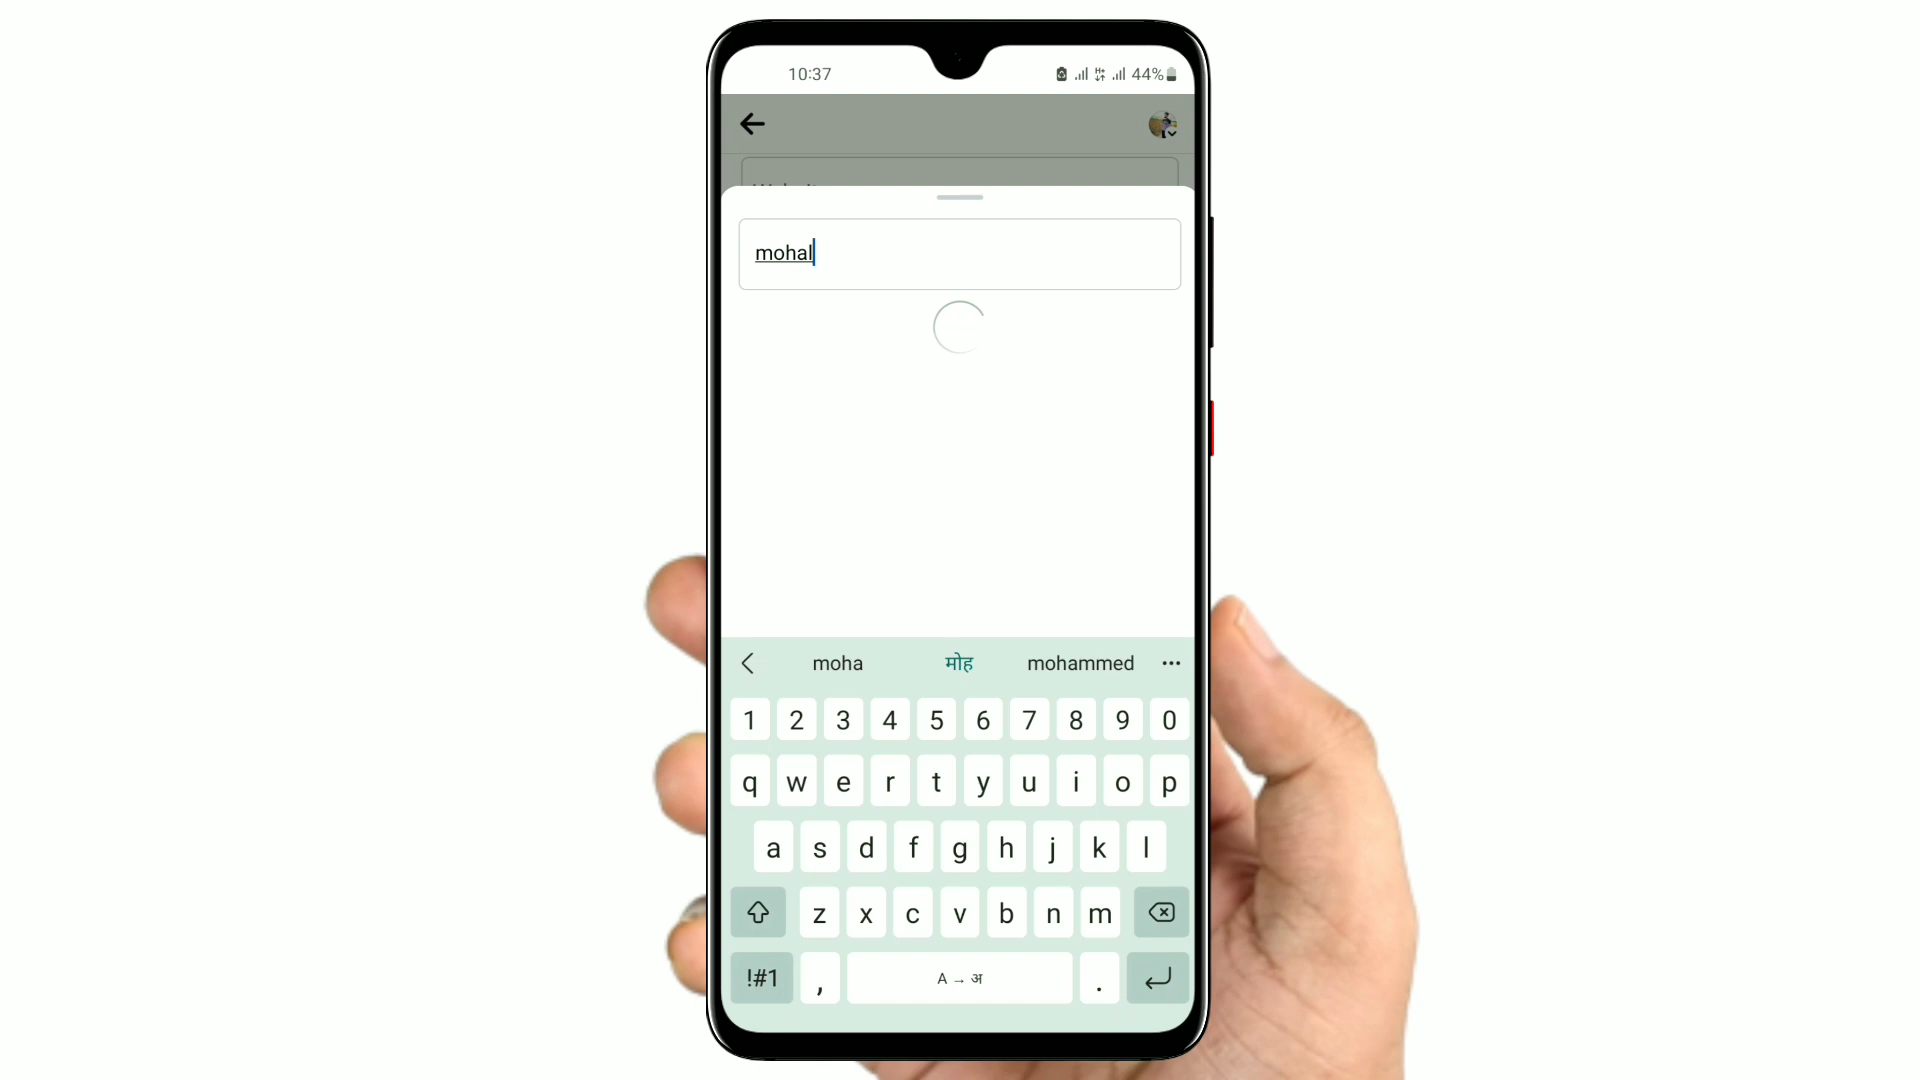 10:37
44%
mohal
moha मोह mohammed ...
1 2 3 4 5 6 7 8 9 0
q w e r t y u i o p
a s d f g h j k l
z x c v b n m
!#1 , A → अ .